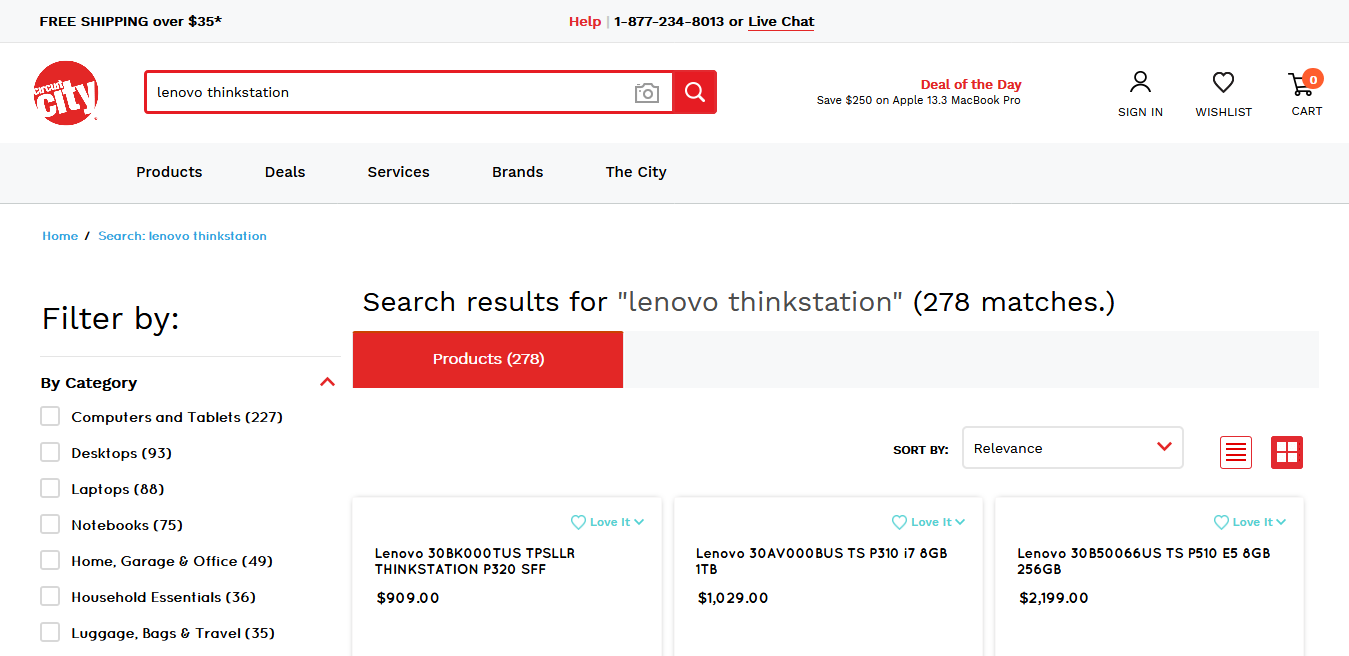 FREE SHIPPING over $35*
Help | 1-877-234-8013 or Live Chat
circuit
city
lenovo thinkstation
Deal of the Day
Save $250 on Apple 13.3 MacBook Pro
SIGN IN
WISHLIST
0
CART
Products
Deals
Services
Brands
The City
Home / Search: lenovo thinkstation
Filter by:
By Category
Computers and Tablets (227)
Desktops (93)
Laptops (88)
Notebooks (75)
Home, Garage & Office (49)
Household Essentials (36)
Luggage, Bags & Travel (35)
Search results for "lenovo thinkstation" (278 matches.)
Products (278)
SORT BY:
Relevance
Love It
Lenovo 30BK000TUS TPSLLR
THINKSTATION P320 SFF
$909.00
Love It
Lenovo 30AV000BUS TS P310 i7 8GB
1TB
$1,029.00
Love It
Lenovo 30B50066US TS P510 E5 8GB
256GB
$2,199.00